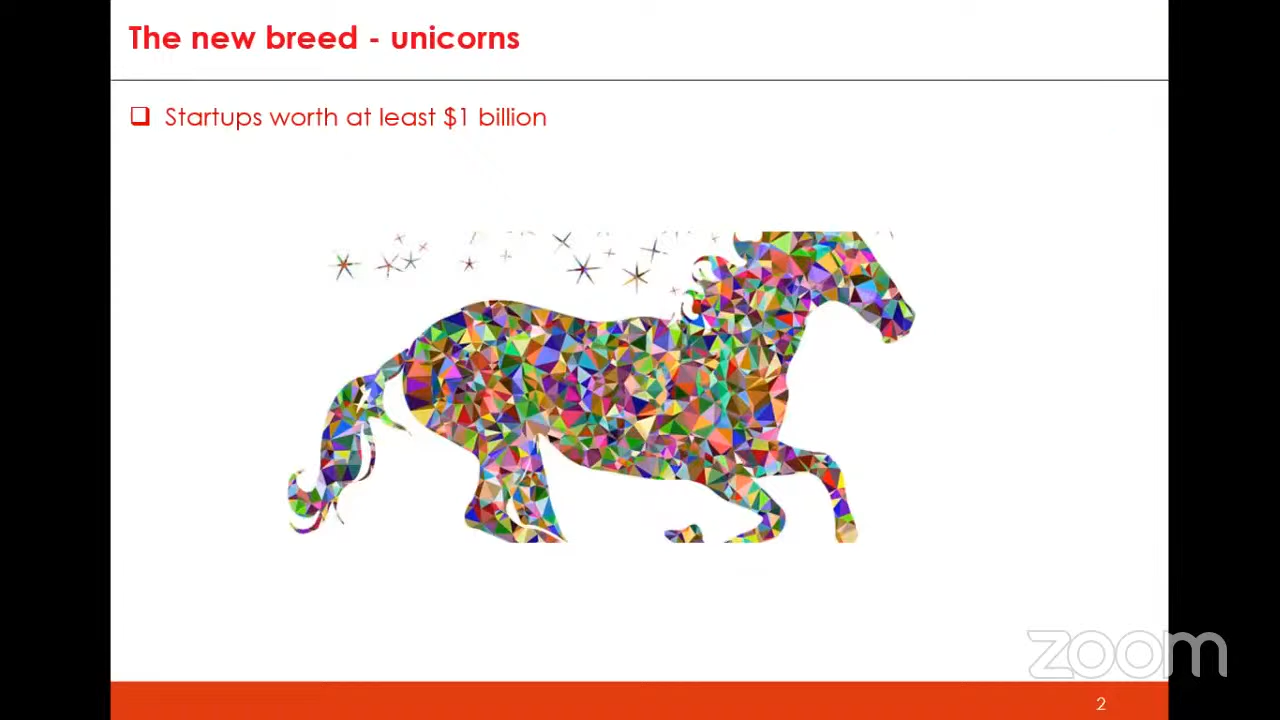 The new breed - unicorns
❑ Startups worth at least $1 billion
zoom
2